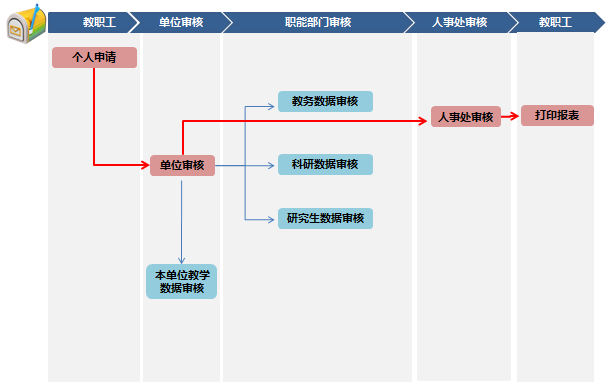 教职工
单位审核
职能部门审核
人事处审核
教职工
个人申请
教务数据审核
人事处审核
打印报表
单位审核
科研数据审核
研究生数据审核
本单位教学
数据审核